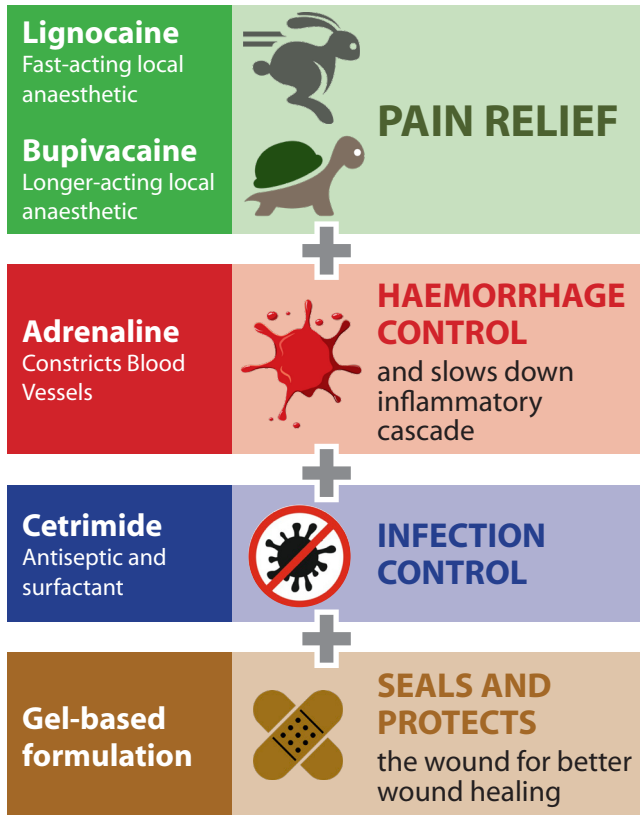 Lignocaine
Fast-acting local
anaesthetic
Bupivacaine
Longer-acting local
anaesthetic
PAIN RELIEF
Adrenaline
Constricts Blood
Vessels
HAEMORRHAGE
CONTROL
and slows down
inflammatory
cascade
Cetrimide
Antiseptic and
surfactant
INFECTION
CONTROL
Gel-based
formulation
SEALS AND
PROTECTS
the wound for better
wound healing